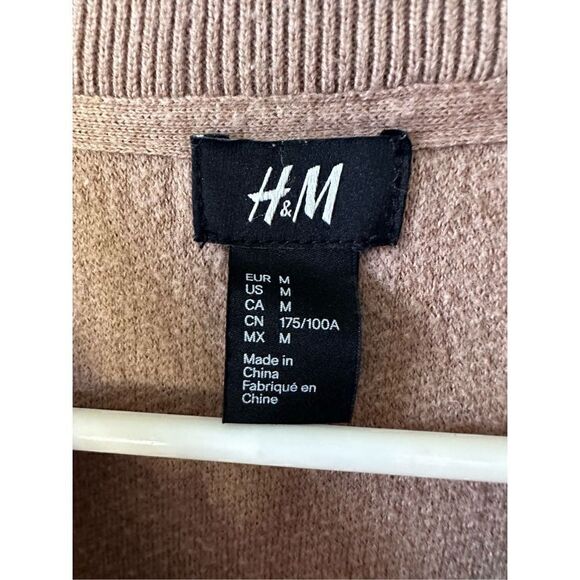 H&M
EUR M
US M
CA M
CN 175/100A
MX M
Made in
China
Fabriqué en
Chine